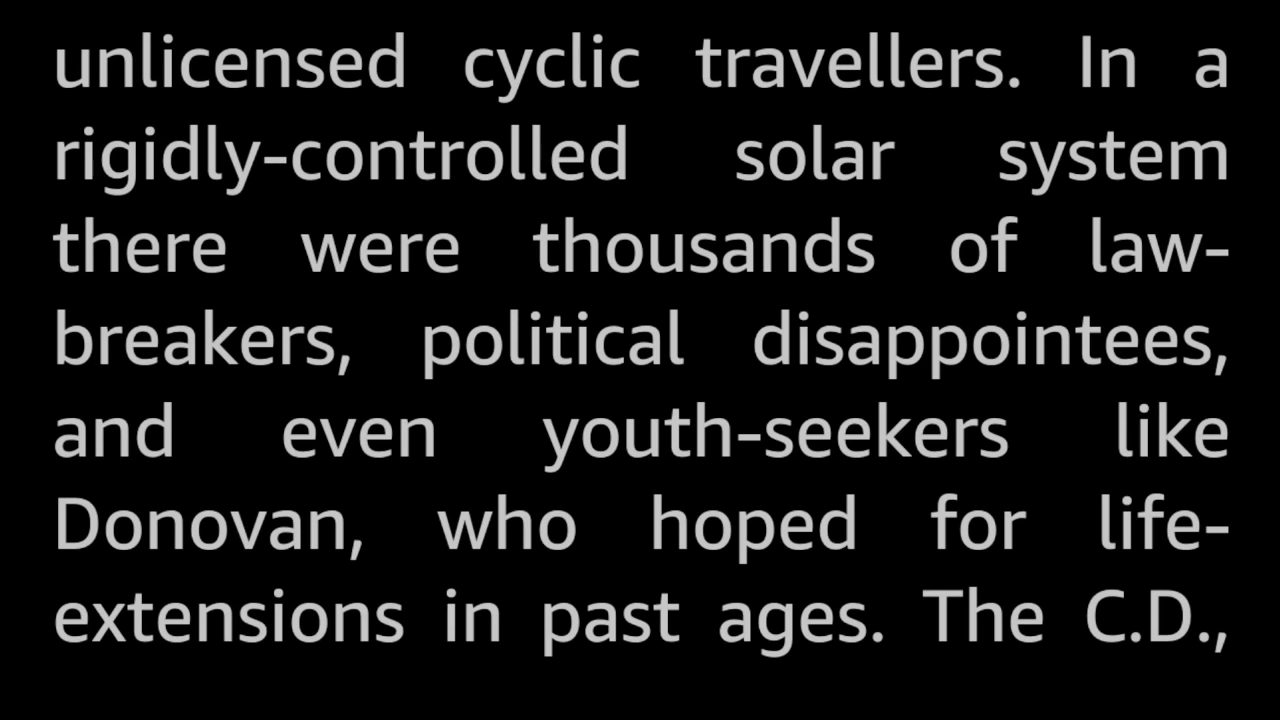 unlicensed cyclic travellers. In a
rigidly-controlled solar system
there were thousands of law-
breakers, political disappointees,
and even youth-seekers like
Donovan, who hoped for life-
extensions in past ages. The C.D.,